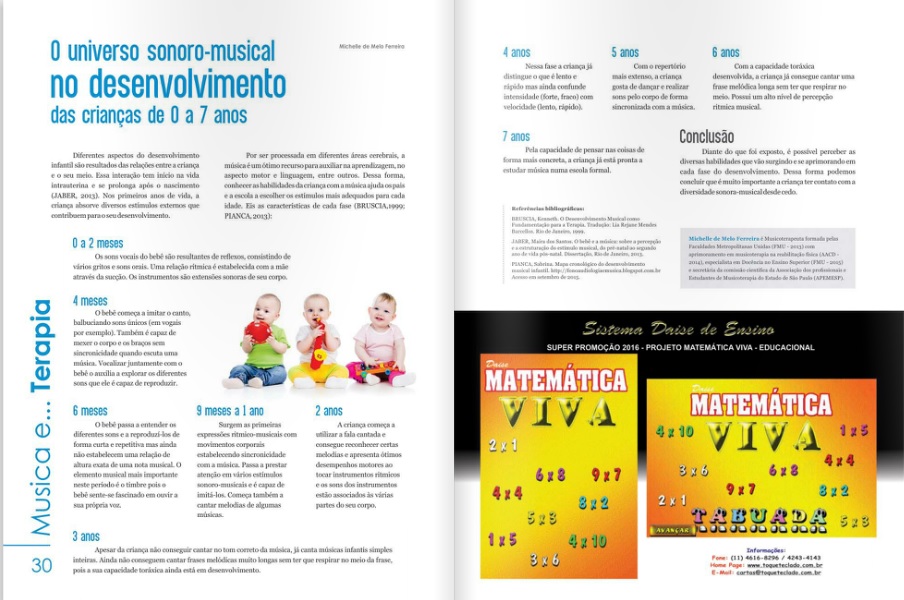 O universo sonoro-musical
no desenvolvimento
das crianças de 0 a 7 anos
Michelle de Melo Ferreira
Diferentes aspectos do desenvolvimento
infantil são resultados das relações entre a criança
e o seu meio. Essa interação tem início na vida
intrauterina e se prolonga após o nascimento
(JABER, 2013). Nos primeiros anos de vida, a
criança absorve diversos estímulos externos que
contribuem para o seu desenvolvimento.
Por ser processada em diferentes áreas cerebrais, a
música é um ótimo recurso para auxiliar na aprendizagem, no
aspecto motor e linguagem, entre outros. Dessa forma,
conhecer as habilidades da criança com a música ajuda os pais
e a escola a escolher os estímulos mais adequados para cada
idade. Eis as características de cada fase (BRUSCIA,1999;
PIANCA, 2013):
0 a 2 meses
Os sons vocais do bebê são resultantes de reflexos, consistindo de
vários gritos e sons orais. Uma relação rítmica é estabelecida com a mãe
através da sucção. Os instrumentos são extensões sonoras de seu corpo.
4 meses
O bebê começa a imitar o canto,
balbuciando sons únicos (em vogais
por exemplo). Também é capaz de
mexer o corpo e os braços sem
sincronicidade quando escuta uma
música. Vocalizar juntamente com o
bebê o auxilia a explorar os diferentes
sons que ele é capaz de reproduzir.
6 meses
O bebê passa a entender os
diferentes sons e a reproduzi-los de
forma curta e repetitiva mas ainda
não estabelecem uma relação de
altura exata de uma nota musical. O
elemento musical mais importante
neste período é o timbre pois o
bebê sente-se fascinado em ouvir a
sua própria voz.
9 meses a 1 ano
Surgem as primeiras
expressões rítmico-musicais com
movimentos corporais
estabelecendo sincronicidade
com a música. Passa a prestar
atenção em vários estímulos
sonoro-musicais e é capaz de
imitá-los. Começa também a
cantar melodias de algumas
músicas.
2 anos
A criança começa a
utilizar a fala cantada e
consegue reconhecer certas
melodias e apresenta ótimos
desempenhos motores ao
tocar instrumentos rítmicos
e os sons dos instrumentos
estão associados às várias
partes do seu corpo.
3 anos
Apesar da criança não conseguir cantar no tom correto da música, já canta músicas infantis simples
inteiras. Ainda não conseguem cantar frases melódicas muito longas sem ter que respirar no meio da frase,
pois a sua capacidade toráxica ainda está em desenvolvimento.
Musica e... Terapia
30
4 anos
Nessa fase a criança já
distingue o que é lento e
rápido mas ainda confunde
intensidade (forte, fraco) com
velocidade (lento, rápido).
5 anos
Com o repertório
mais extenso, a criança
gosta de dançar e realizar
sons pelo corpo de forma
sincronizada com a música.
6 anos
Com a capacidade toráxica
desenvolvida, a criança já consegue cantar uma
frase melódica longa sem ter que respirar no
meio. Possui um alto nível de percepção
rítmica musical.
7 anos
Pela capacidade de pensar nas coisas de
forma mais concreta, a criança já está pronta a
estudar música numa escola formal.
Conclusão
Diante do que foi exposto, é possível perceber as
diversas habilidades que vão surgindo e se aprimorando em
cada fase do desenvolvimento. Dessa forma podemos
concluir que é muito importante a criança ter contato com a
diversidade sonoro-musical desde cedo.
Referências bibliográficas:
BRUSCIA, Kenneth. O Desenvolvimento Musical como
Fundamentação para a Terapia. Tradução: Lia Rejane Mendes
Barcellos. Rio de Janeiro, 1999.
JABER, Maira dos Santos. O bebê e a música: sobre a percepção
e a estruturação do estímulo musical, do pré-natal ao segundo
ano de vida pós-natal. Dissertação, Rio de Janeiro, 2013.
PIANCA, Sabrina. Mapa cronológico do desenvolvimento
musical infantil. http://fonoaudiologiaemusica.blogspot.com.br
Acesso em setembro de 2015.
Michelle de Melo Ferreira é Musicoterapeuta formada pelas
Faculdades Metropolitanas Unidas (FMU - 2013) com
aprimoramento em musicoterapia na reabilitação física (AACD -
2014), especialista em Docência no Ensino Superior (FMU - 2015)
e secretária da comissão científica da Associação dos profissionais e
Estudantes de Musicoterapia do Estado de São Paulo (APEMESP).
Sistema Daise de Ensino
SUPER PROMOÇÃO 2016 - PROJETO MATEMÁTICA VIVA - EDUCACIONAL
Daise
MATEMÁTICA
VIVA
2 x 1
6 x 8
9 x 7
4 x 4
8 x 2
5 x 3
1 x 5
4 x 10
3 x 6
Daise
MATEMÁTICA
VIVA
4 x 10
1 x 5
4 x 4
3 x 6
6 x 8
9 x 7
8 x 2
2 x 1
TABUADA
5 x 3
AVANÇAR
Informações:
Fone: (11) 4616-8296 / 4243-4143
Home Page: www.toqueteclado.com.br
E-Mail: cartas@toqueteclado.com.br